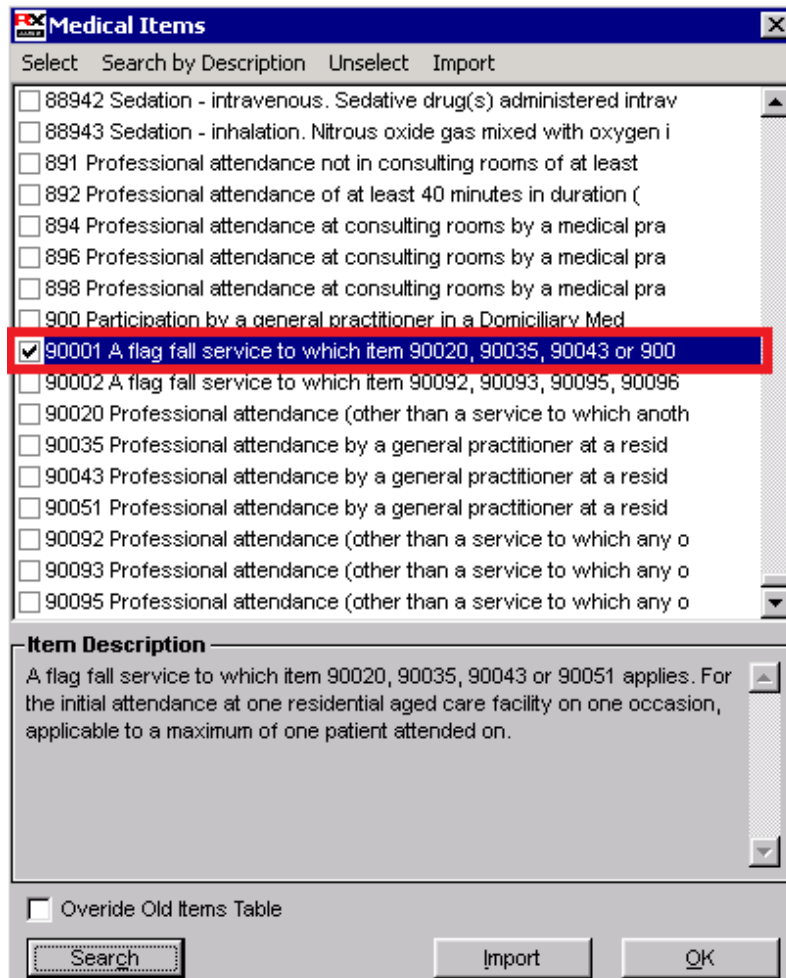 RX
Medical Items
Select Search by Description Unselect Import
88942 Sedation - intravenous. Sedative drug(s) administered intrav
88943 Sedation - inhalation. Nitrous oxide gas mixed with oxygen i
891 Professional attendance not in consulting rooms of at least
892 Professional attendance of at least 40 minutes in duration (
894 Professional attendance at consulting rooms by a medical pra
896 Professional attendance at consulting rooms by a medical pra
898 Professional attendance at consulting rooms by a medical pra
900 Participation by a general practitioner in a Domiciliary Med
90001 A flag fall service to which item 90020, 90035, 90043 or 900
90002 A flag fall service to which item 90092, 90093, 90095, 90096
90020 Professional attendance (other than a service to which anoth
90035 Professional attendance by a general practitioner at a resid
90043 Professional attendance by a general practitioner at a resid
90051 Professional attendance by a general practitioner at a resid
90092 Professional attendance (other than a service to which any o
90093 Professional attendance (other than a service to which any o
90095 Professional attendance (other than a service to which any o
Item Description
A flag fall service to which item 90020, 90035, 90043 or 90051 applies. For
the initial attendance at one residential aged care facility on one occasion,
applicable to a maximum of one patient attended on.
Overide Old Items Table
Search Import OK